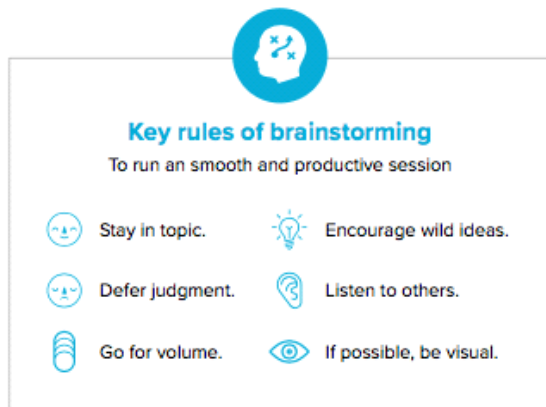 Key rules of brainstorming
To run an smooth and productive session
Stay in topic.
Encourage wild ideas.
Defer judgment.
Listen to others.
Go for volume.
If possible, be visual.